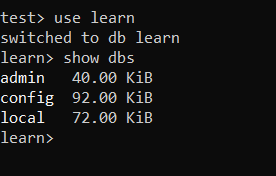 test> use learn
switched to db learn
learn> show dbs
admin   40.00 KiB
config  92.00 KiB
local   72.00 KiB
learn>